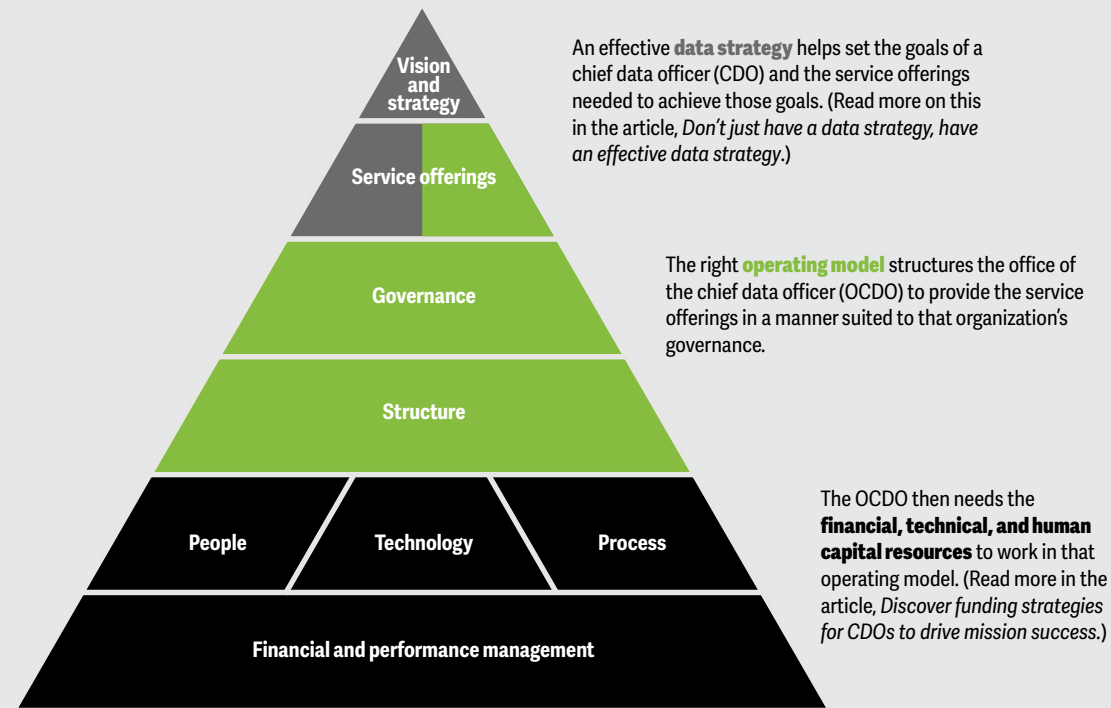 Vision
and
strategy
An effective data strategy helps set the goals of a
chief data officer (CDO) and the service offerings
needed to achieve those goals. (Read more on this
in the article, Don’t just have a data strategy, have
an effective data strategy.)
Service offerings
Governance
The right operating model structures the office of
the chief data officer (OCDO) to provide the service
offerings in a manner suited to that organization’s
governance.
Structure
People
Technology
Process
The OCDO then needs the
financial, technical, and human
capital resources to work in that
operating model. (Read more in the
article, Discover funding strategies
for CDOs to drive mission success.)
Financial and performance management